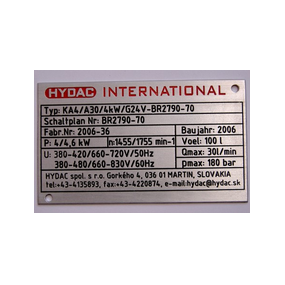 HYDAC INTERNATIONAL
Typ: KA4/A30/4kW/G24V-BR2790-70
Schaltplan Nr: BR2790-70
Fabr.Nr: 2006-36 Baujahr: 2006
P: 4/4,6 kW n:1455/1755 min-1 Voel: 100 l
U: 380-420/660-720V/50Hz Qmax: 30l/min
380-480/660-830V/60Hz pmax: 180 bar
HYDAC spol. s r.o. Gorkého 4, 036 01 MARTIN, SLOVAKIA
tel:+43-4135893, fax:+43-4220874, e-mail:hydac@hydac.sk